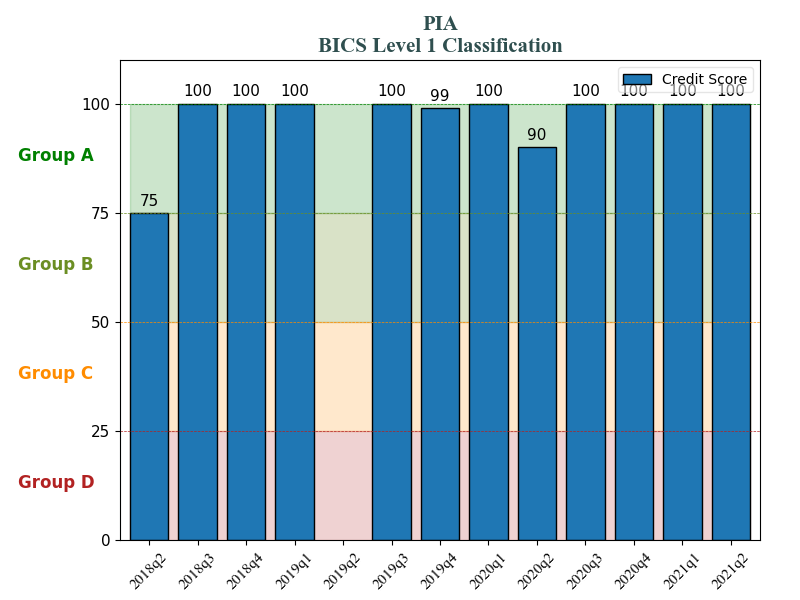 PIA
BICS Level 1 Classification
Credit Score
100 100 100 100 99 100 100 100 100 100
90
75
100
75
50
25
0
Group A
Group B
Group C
Group D
2018q2 2018q3 2018q4 2019q1 2019q2 2019q3 2019q4 2020q1 2020q2 2020q3 2020q4 2021q1 2021q2